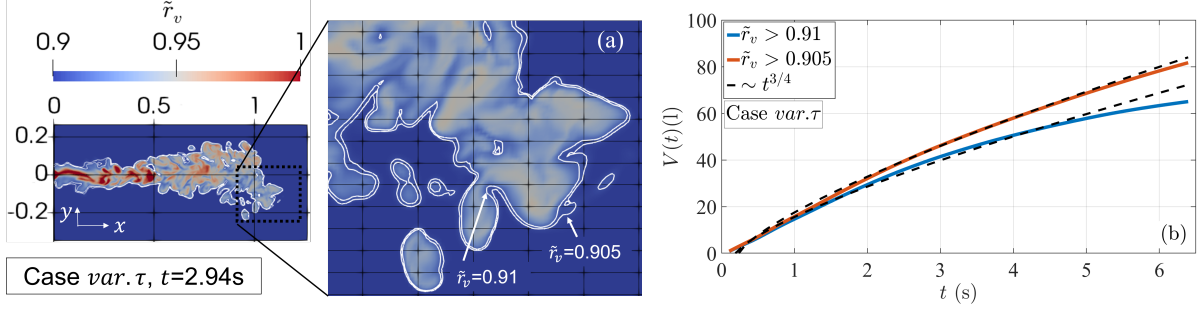 r̃ᵥ
0.9 0.95 1
0 0.5 1
0.2
0
-0.2
y
x
Case var.τ, t=2.94s
(a)
r̃ᵥ=0.91
r̃ᵥ=0.905
100
80
60
40
20
0
V(t)(l)
r̃ᵥ > 0.91
r̃ᵥ > 0.905
∼ t^{3/4}
Case var.τ
(b)
0 1 2 3 4 5 6
t (s)